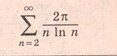 ∞
∑ 2π / n ln n
n = 2